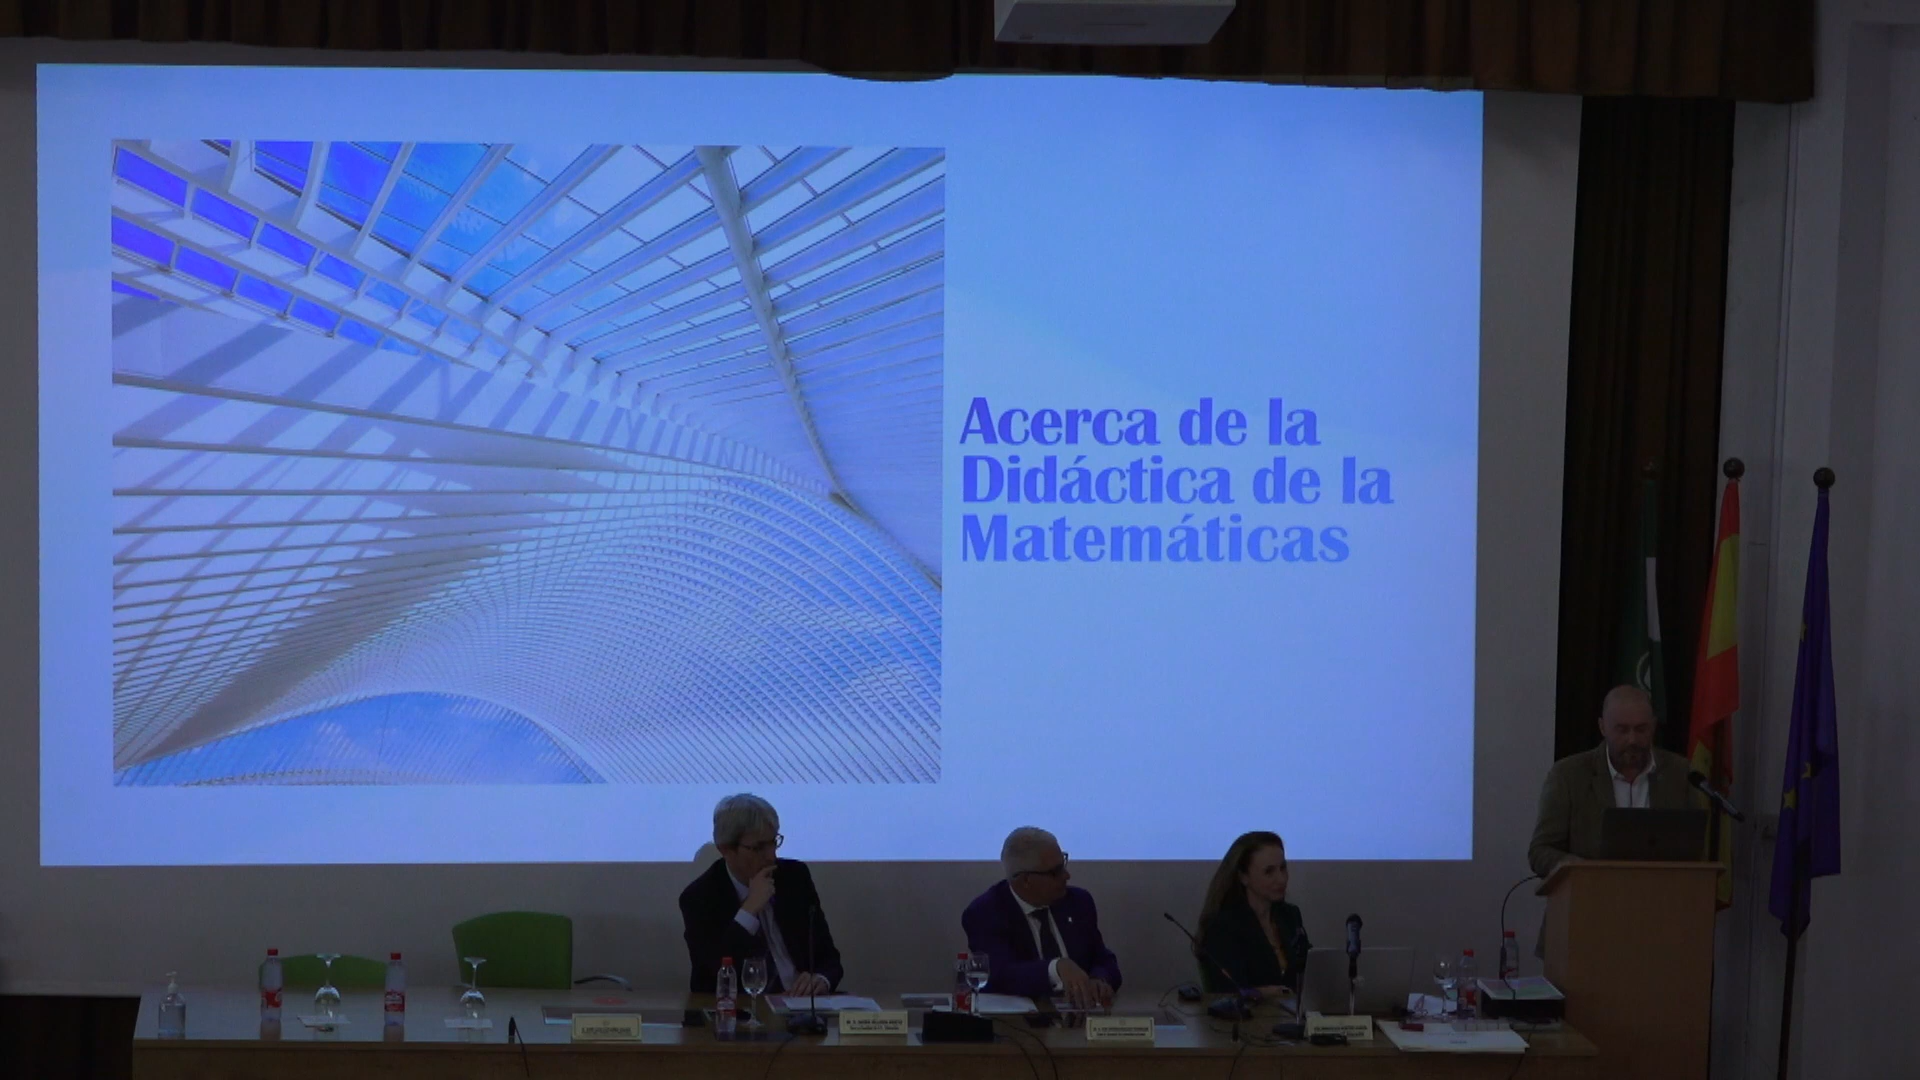 Acerca de la
Didáctica de la
Matemáticas